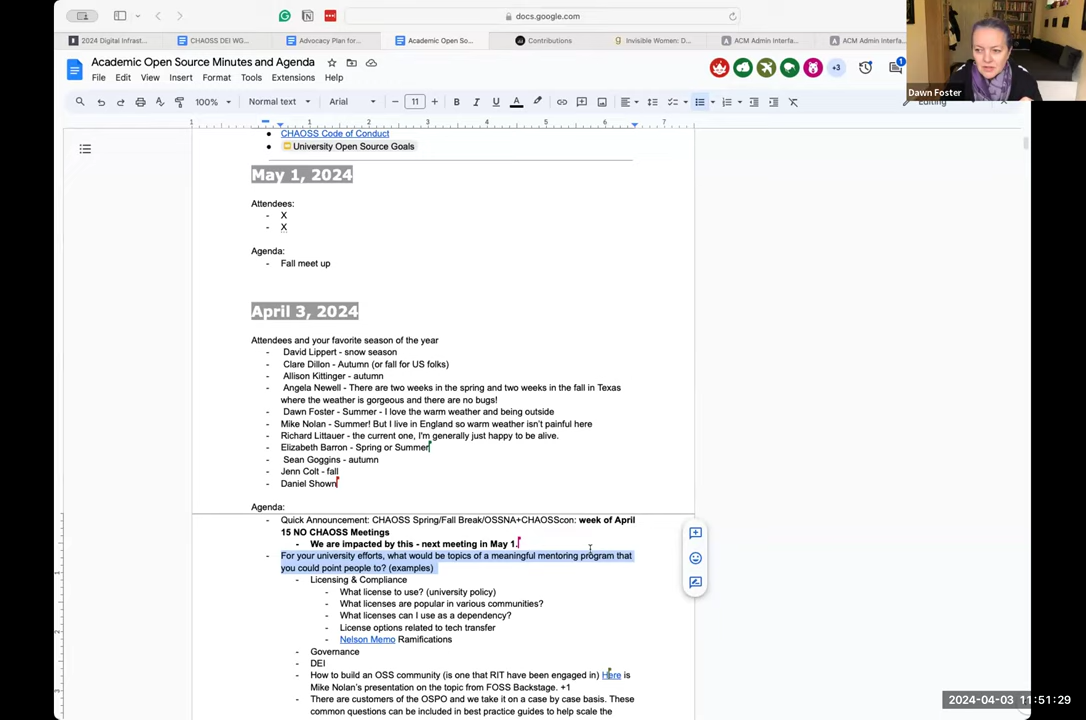 docs.google.com
2024 Digital Infrast...
CHAOSS DEI WG...
Advocacy Plan for...
Academic Open So...
Contributions
Invisible Women: D...
ACM Admin Interfa...
ACM Admin Interfa...
Academic Open Source Minutes and Agenda
+3
1
File Edit View Insert Format Tools Extensions Help
100% Normal text Arial 11 Editing
Dawn Foster
1 1 2 3 4 5 6 7
CHAOSS Code of Conduct
University Open Source Goals
May 1, 2024
Attendees:
- X
- X
Agenda:
- Fall meet up
April 3, 2024
Attendees and your favorite season of the year
- David Lippert - snow season
- Clare Dillon - Autumn (or fall for US folks)
- Allison Kittinger - autumn
- Angela Newell - There are two weeks in the spring and two weeks in the fall in Texas
where the weather is gorgeous and there are no bugs!
- Dawn Foster - Summer - I love the warm weather and being outside
- Mike Nolan - Summer! But I live in England so warm weather isn't painful here
- Richard Littauer - the current one, I'm generally just happy to be alive.
- Elizabeth Barron - Spring or Summer
- Sean Goggins - autumn
- Jenn Colt - fall
- Daniel Shown
Agenda:
- Quick Announcement: CHAOSS Spring/Fall Break/OSSNA+CHAOSScon: week of April
15 NO CHAOSS Meetings
- We are impacted by this - next meeting in May 1.
- For your university efforts, what would be topics of a meaningful mentoring program that
you could point people to? (examples)
- Licensing & Compliance
- What license to use? (university policy)
- What licenses are popular in various communities?
- What licenses can I use as a dependency?
- License options related to tech transfer
- Nelson Memo Ramifications
- Governance
- DEI
- How to build an OSS community (is one that RIT have been engaged in) Here is
Mike Nolan's presentation on the topic from FOSS Backstage. +1
- There are customers of the OSPO and we take it on a case by case basis. These
common questions can be included in best practice guides to help scale the
2024-04-03 11:51:29